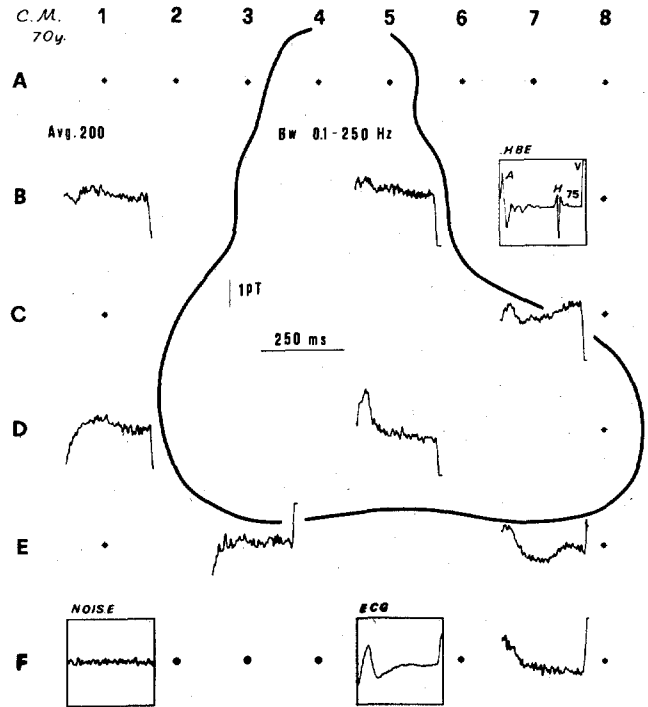 C.M. 1 2 3 4 5 6 7 8
70y.
A
Avg.200 Bw 0.1-250 Hz
HBE
B A H 75 V
1pT
C
250 ms
D
E
NOISE ECG
F